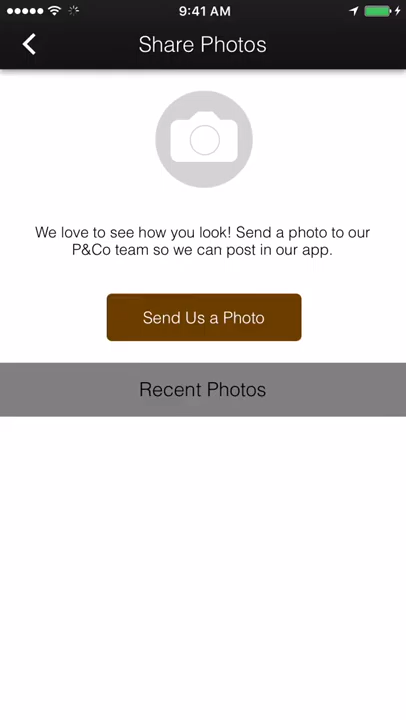 9:41 AM
Share Photos
We love to see how you look! Send a photo to our
P&Co team so we can post in our app.
Send Us a Photo
Recent Photos